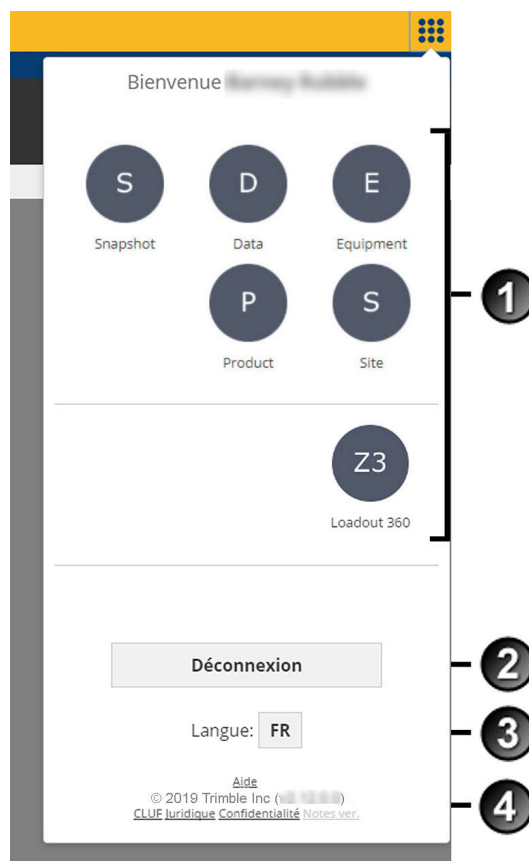 Bienvenue
S D E
Snapshot Data Equipment
P S
Product Site
1
Z3
Loadout 360
Déconnexion
2
Langue: FR
3
Aide
© 2019 Trimble Inc ( )
CLUF Juridique Confidentialité Notes ver.
4